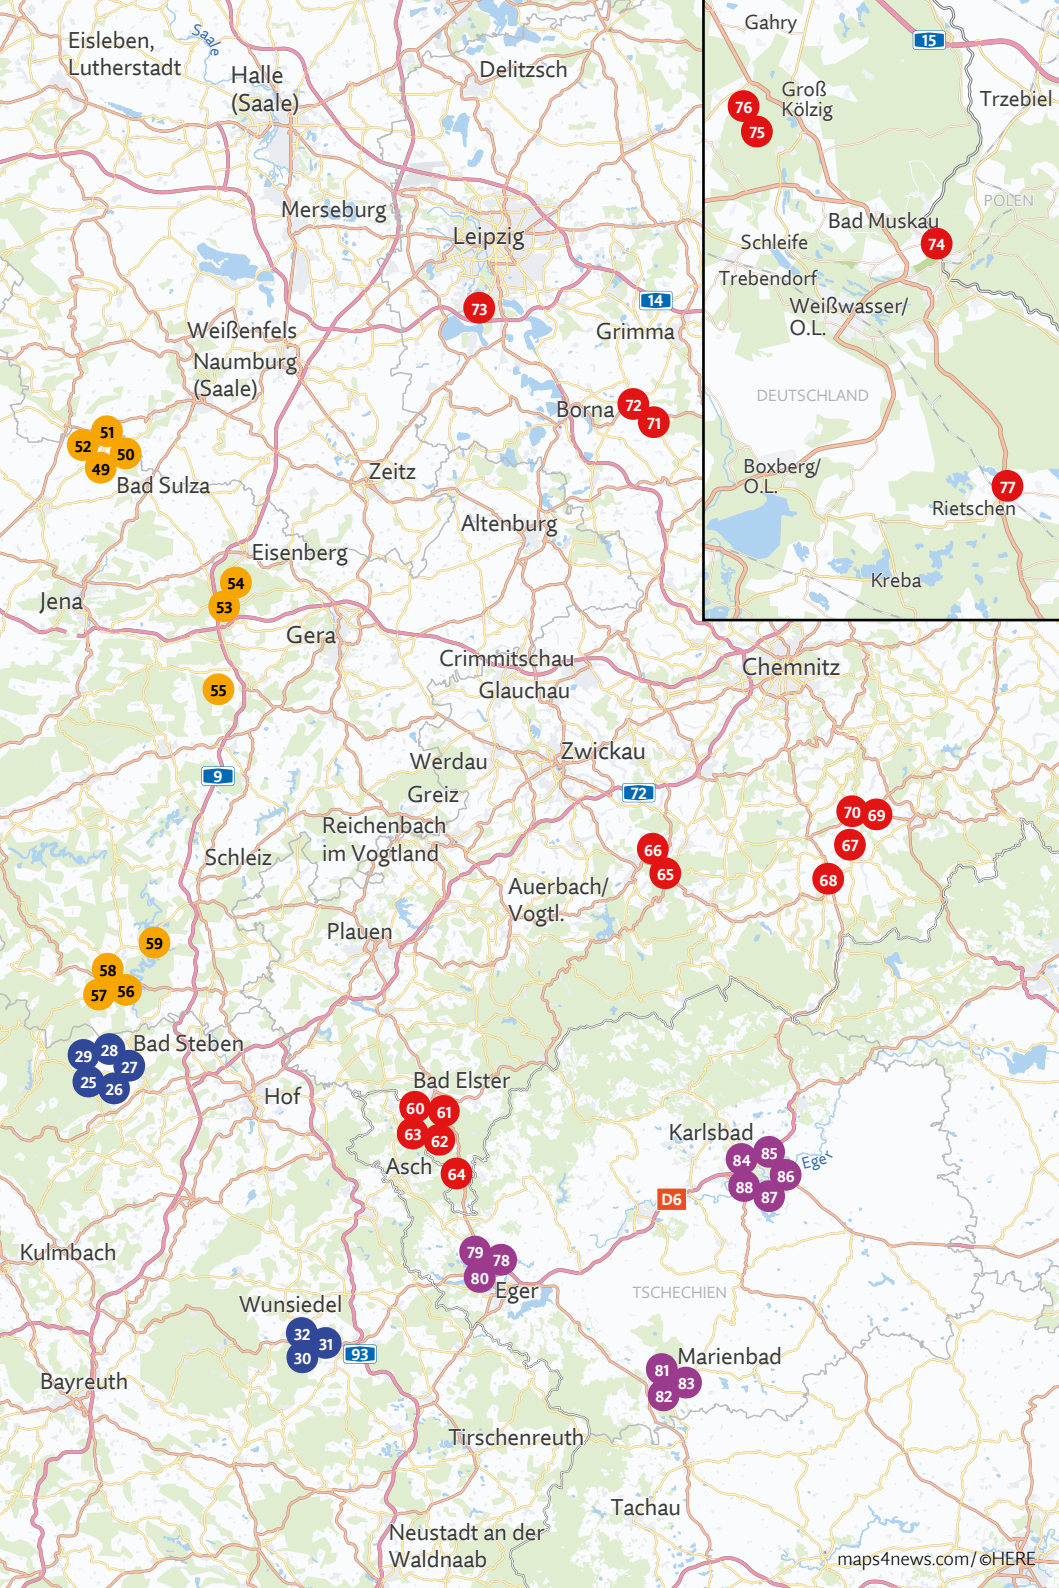 Gahry
15
Eisleben,
Lutherstadt
Saale
Halle
(Saale)
Delitzsch
Groß
Kölzig
76
75
Trzebiel
POLEN
Merseburg
Leipzig
Bad Muskau
74
Schleife
Trebendorf
Weißwasser/
O.L.
14
73
Grimma
Weißenfels
Naumburg
(Saale)
DEUTSCHLAND
Borna
72
71
51
52
50
49
Bad Sulza
Zeitz
Boxberg/
O.L.
77
Rietschen
Altenburg
Eisenberg
54
53
Kreba
Jena
Gera
Crimmitschau
Glauchau
Chemnitz
55
Zwickau
Werdau
9
Greiz
72
Reichenbach
im Vogtland
70
69
67
68
66
65
Schleiz
Auerbach/
Vogtl.
Plauen
59
58
57
56
Bad Steben
29
28
27
25
26
Hof
Bad Elster
60
61
63
62
Asch
64
Karlsbad
84
85
86
88
87
Eger
D6
Kulmbach
79
78
80
Eger
TSCHECHIEN
Wunsiedel
32
31
30
93
Marienbad
81
83
82
Bayreuth
Tirschenreuth
Tachau
Neustadt an der
Waldnaab
maps4news.com/©HERE